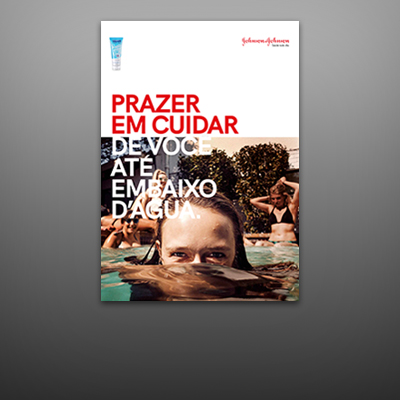 Johnson & Johnson
PRAZER
EM CUIDAR
DE VOCÊ
ATÉ
EMBAIXO
D'ÁGUA.